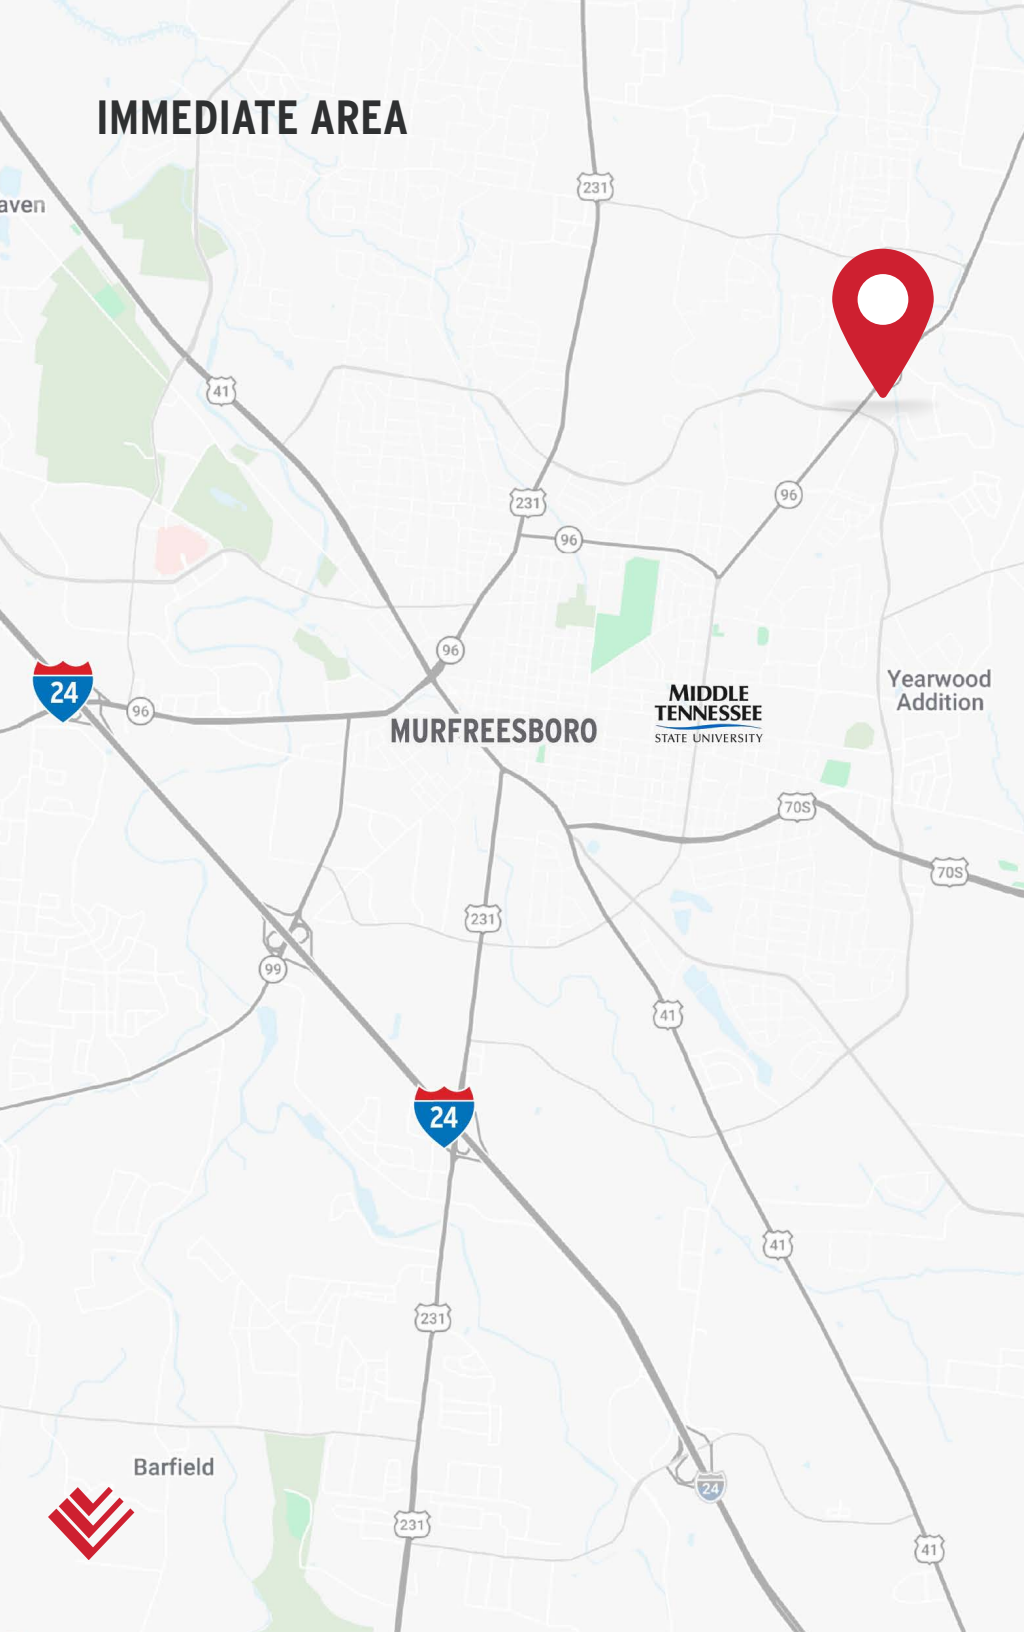 IMMEDIATE AREA
231
aven
41
231
96
96
96
24
96
MIDDLE
TENNESSEE
STATE UNIVERSITY
Yearwood
Addition
MURFREESBORO
70S
70S
231
99
41
24
41
231
Barfield
24
231
41